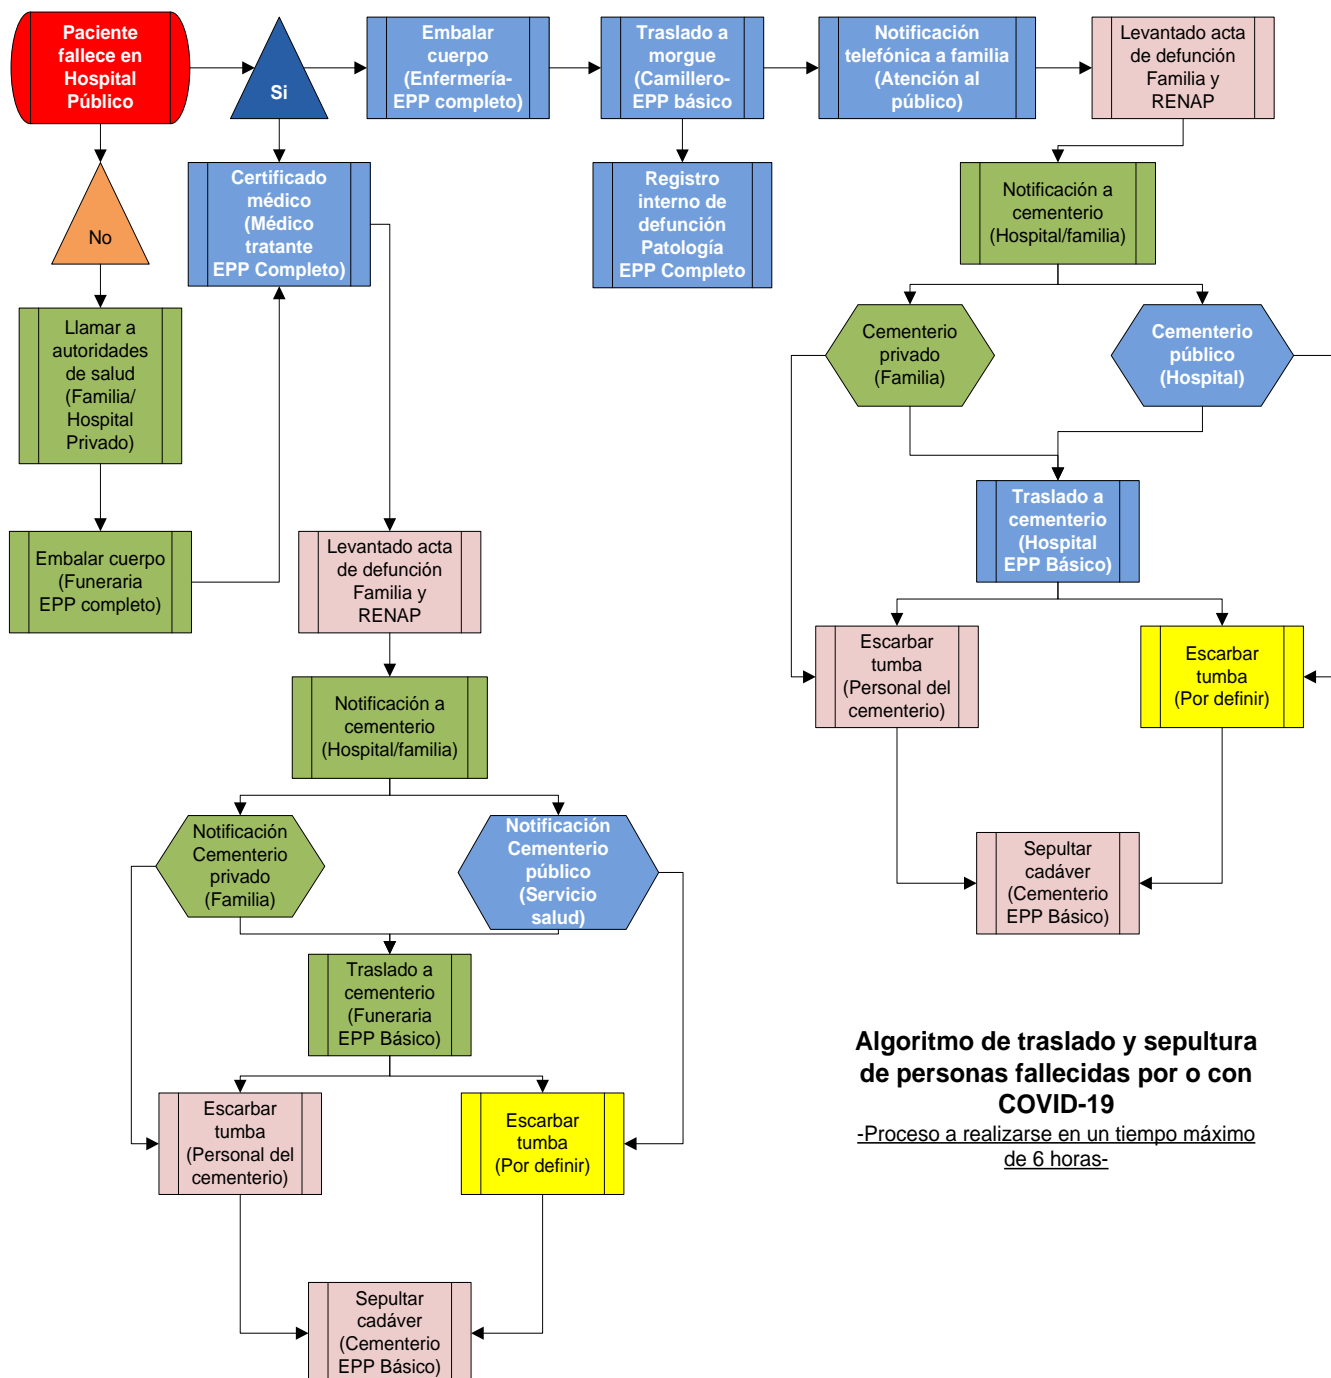 Paciente
fallece en
Hospital
Público
Si
Embalar
cuerpo
(Enfermería-
EPP completo)
Traslado a
morgue
(Camillero-
EPP básico
Notificación
telefónica a familia
(Atención al
público)
Levantado acta
de defunción
Familia y
RENAP
No
Certificado
médico
(Médico
tratante
EPP Completo)
Registro
interno de
defunción
Patología
EPP Completo
Notificación a
cementerio
(Hospital/familia)
Llamar a
autoridades
de salud
(Familia/
Hospital
Privado)
Cementerio
privado
(Familia)
Cementerio
público
(Hospital)
Embalar cuerpo
(Funeraria
EPP completo)
Levantado acta
de defunción
Familia y
RENAP
Traslado a
cementerio
(Hospital
EPP Básico)
Escarbar
tumba
(Personal del
cementerio)
Escarbar
tumba
(Por definir)
Notificación a
cementerio
(Hospital/familia)
Notificación
Cementerio
privado
(Familia)
Notificación
Cementerio
público
(Servicio
salud)
Sepultar
cadáver
(Cementerio
EPP Básico)
Traslado a
cementerio
(Funeraria
EPP Básico)
Escarbar
tumba
(Personal del
cementerio)
Escarbar
tumba
(Por definir)
Sepultar
cadáver
(Cementerio
EPP Básico)
Algoritmo de traslado y sepultura
de personas fallecidas por o con
COVID-19
-Proceso a realizarse en un tiempo máximo
de 6 horas-